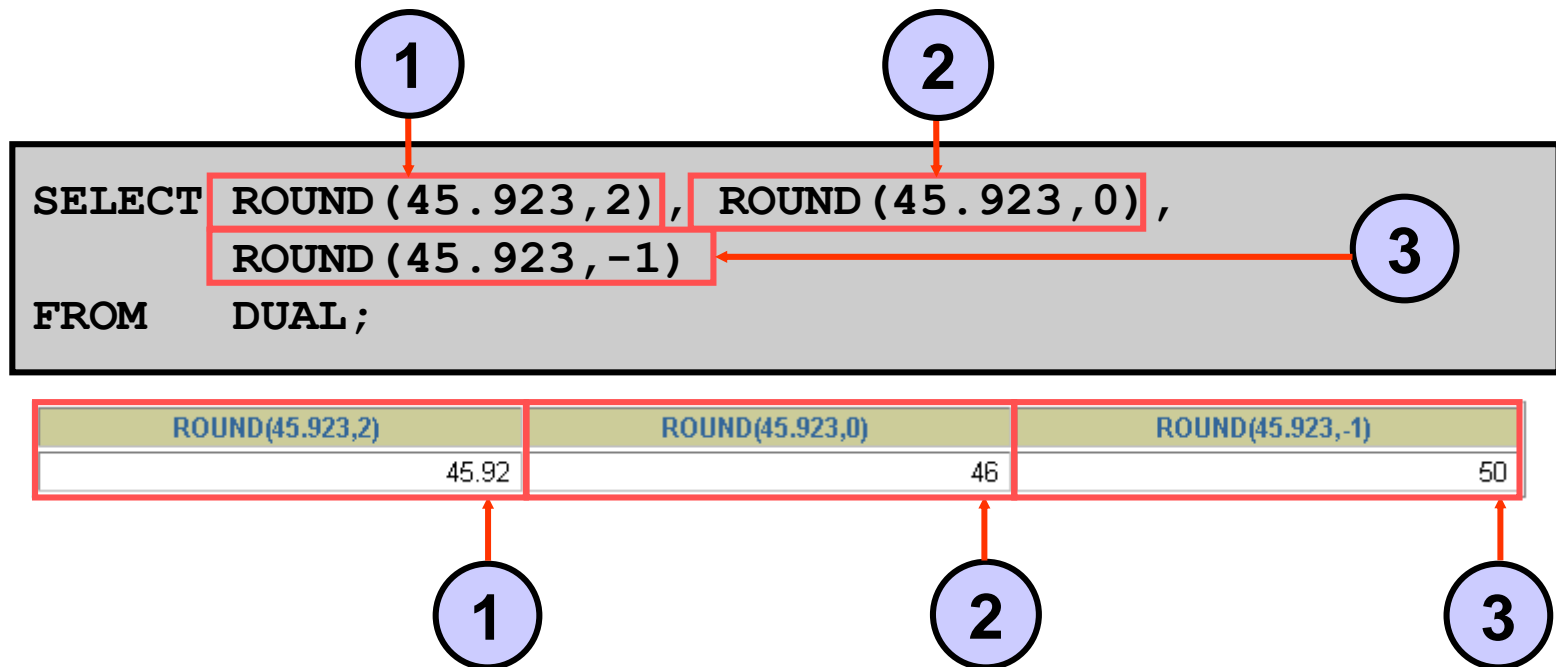 1 2
SELECT ROUND(45.923,2), ROUND(45.923,0),
ROUND(45.923,-1) 3
FROM DUAL;
ROUND(45.923,2) ROUND(45.923,0) ROUND(45.923,-1)
45.92 46 50
1 2 3